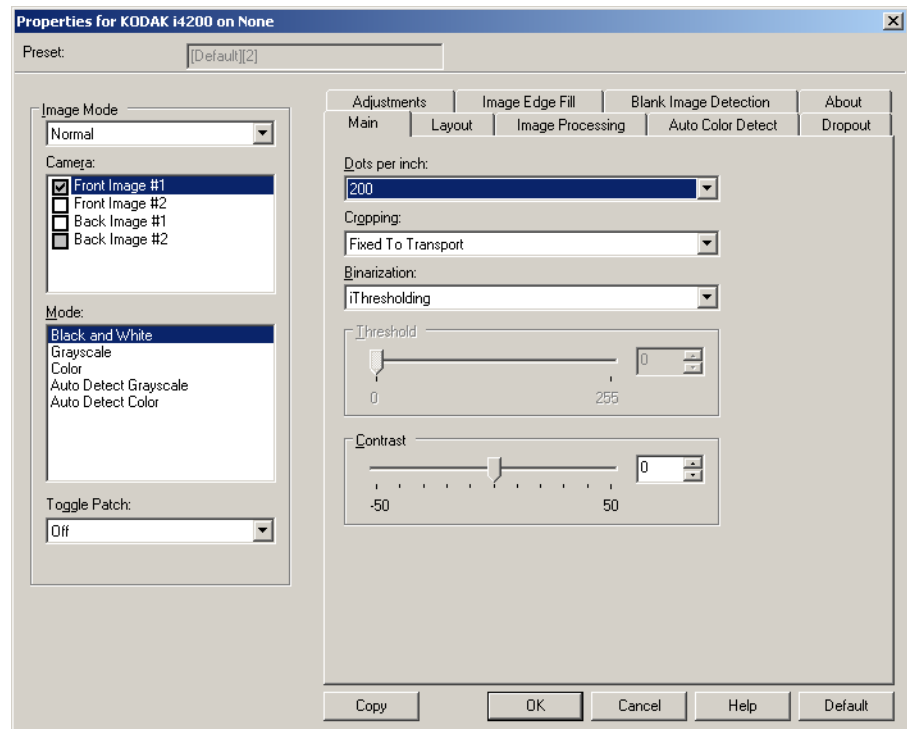 Properties for KODAK i4200 on None
Preset:
[Default][2]
Image Mode
Normal
Camera:
Front Image #1
Front Image #2
Back Image #1
Back Image #2
Mode:
Black and White
Grayscale
Color
Auto Detect Grayscale
Auto Detect Color
Toggle Patch:
Off
Adjustments Image Edge Fill Blank Image Detection About
Main Layout Image Processing Auto Color Detect Dropout
Dots per inch:
200
Cropping:
Fixed To Transport
Binarization:
iThresholding
Threshold
0
0 255
Contrast
0
-50 50
Copy OK Cancel Help Default